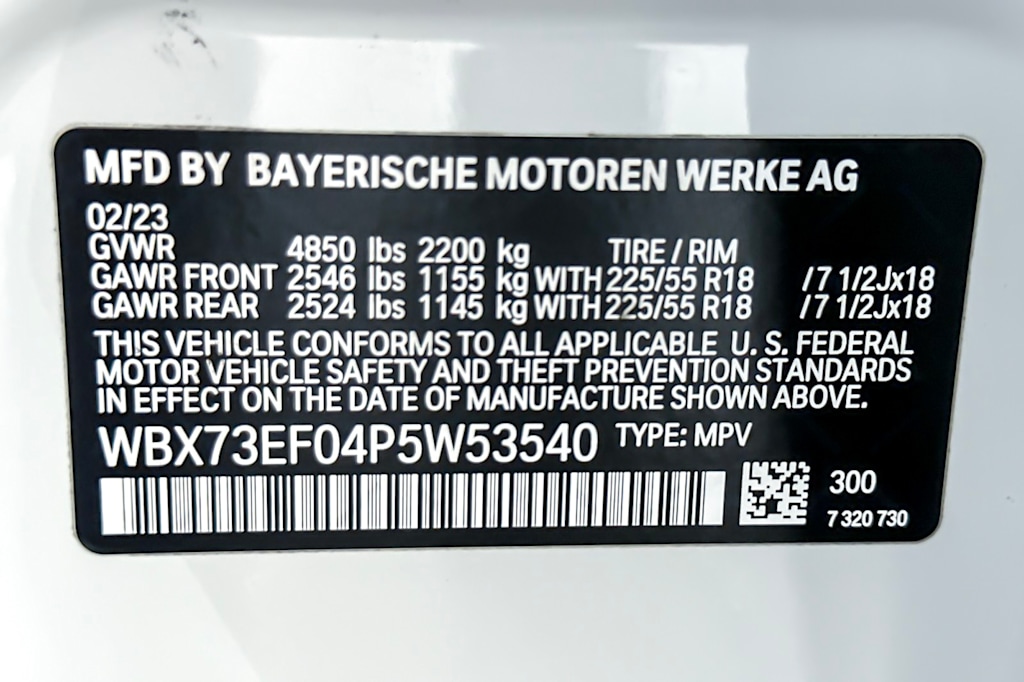 MFD BY BAYERISCHE MOTOREN WERKE AG
02/23
GVWR 4850 lbs 2200 kg TIRE / RIM
GAWR FRONT 2546 lbs 1155 kg WITH 225/55 R18 /7 1/2Jx18
GAWR REAR 2524 lbs 1145 kg WITH 225/55 R18 /7 1/2Jx18
THIS VEHICLE CONFORMS TO ALL APPLICABLE U. S. FEDERAL
MOTOR VEHICLE SAFETY AND THEFT PREVENTION STANDARDS
IN EFFECT ON THE DATE OF MANUFACTURE SHOWN ABOVE.
WBX73EF04P5W53540 TYPE: MPV
300
7 320 730